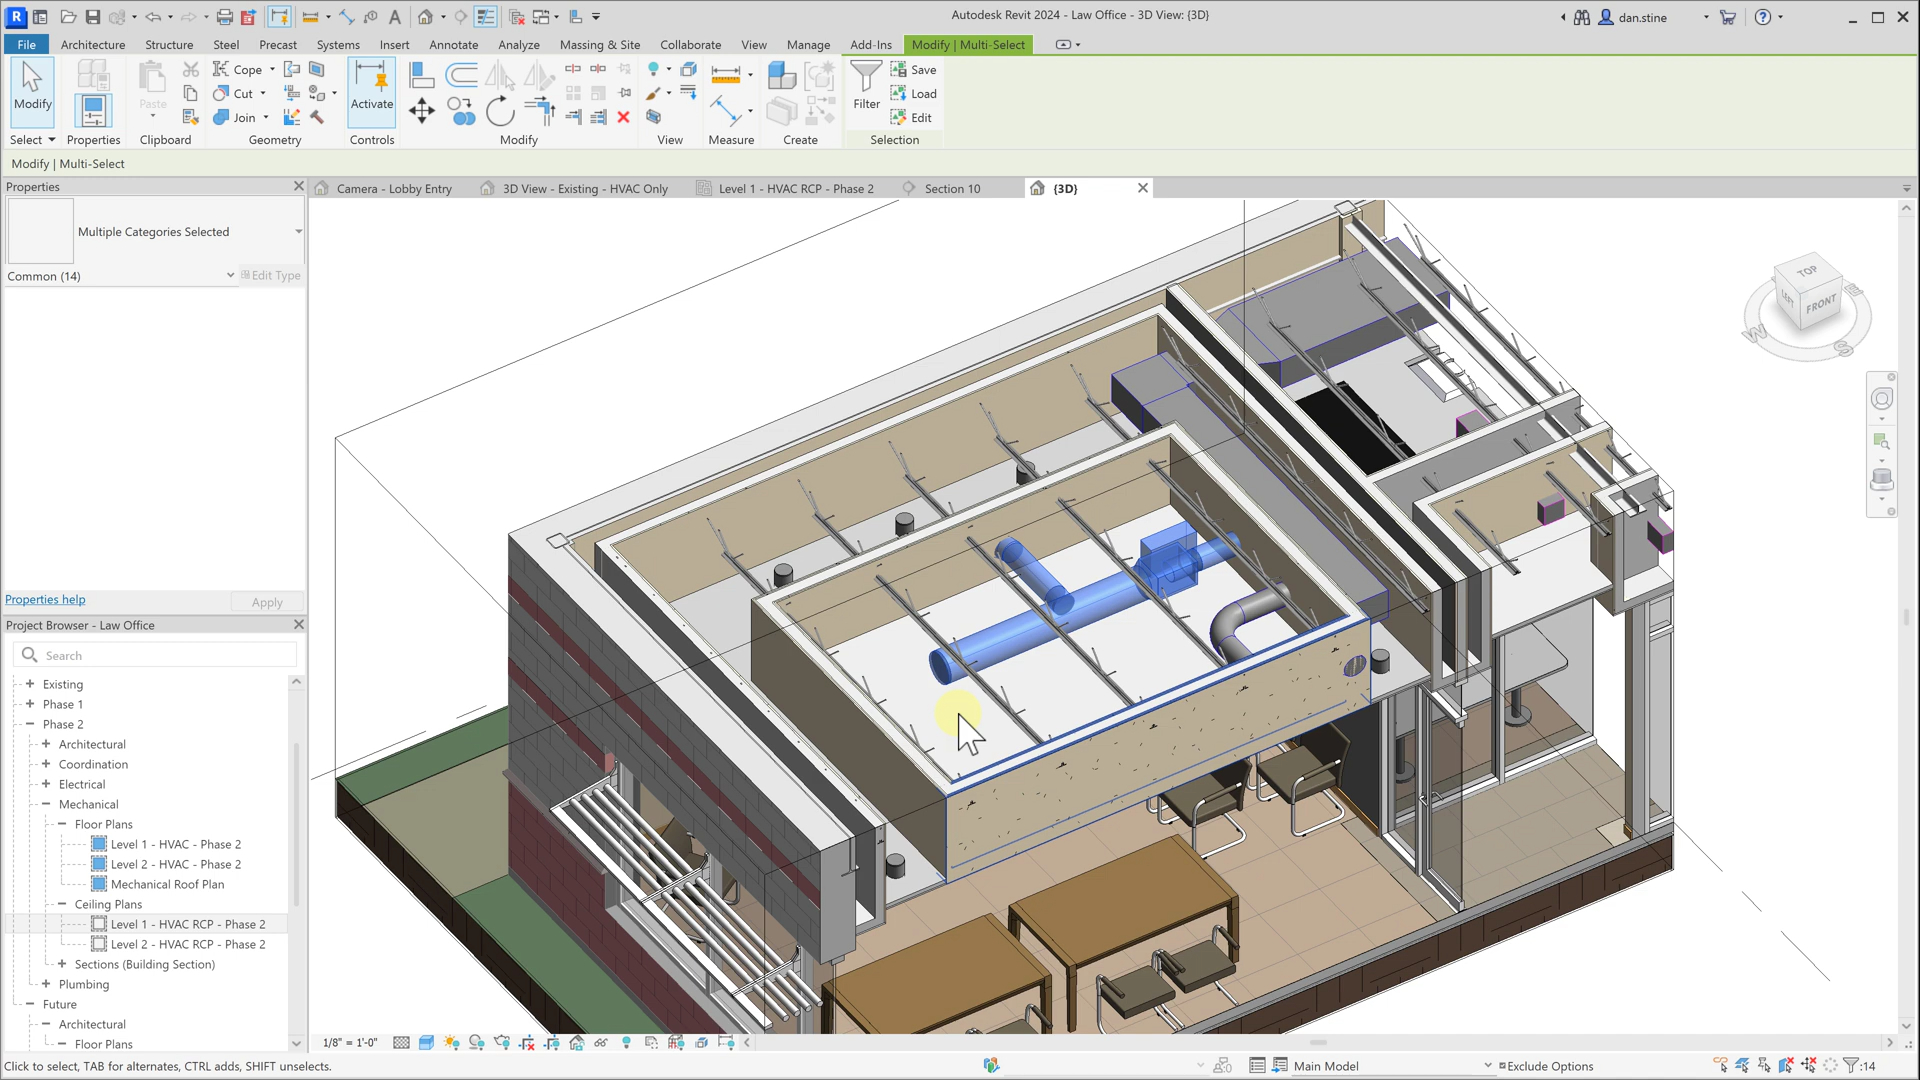 Autodesk Revit 2024 - Law Office - 3D View: {3D}
dan.stine
File
Architecture
Structure
Steel
Precast
Systems
Insert
Annotate
Analyze
Massing & Site
Collaborate
View
Manage
Add-Ins
Modify | Multi-Select
Modify
Paste
Cope
Cut
Join
Activate
Filter
Save
Load
Edit
Select
Properties
Clipboard
Geometry
Controls
Modify
View
Measure
Create
Selection
Modify | Multi-Select
Properties
Camera - Lobby Entry
3D View - Existing - HVAC Only
Level 1 - HVAC RCP - Phase 2
Section 10
{3D}
Multiple Categories Selected
Common (14)
Edit Type
Properties help
Apply
Project Browser - Law Office
Search
Existing
Phase 1
Phase 2
Architectural
Coordination
Electrical
Mechanical
Floor Plans
Level 1 - HVAC - Phase 2
Level 2 - HVAC - Phase 2
Mechanical Roof Plan
Ceiling Plans
Level 1 - HVAC RCP - Phase 2
Level 2 - HVAC RCP - Phase 2
Sections (Building Section)
Plumbing
Future
Architectural
Floor Plans
TOP
LEFT
FRONT
W
S
E
1/8" = 1'-0"
Click to select, TAB for alternates, CTRL adds, SHIFT unselects.
Main Model
Exclude Options
:14